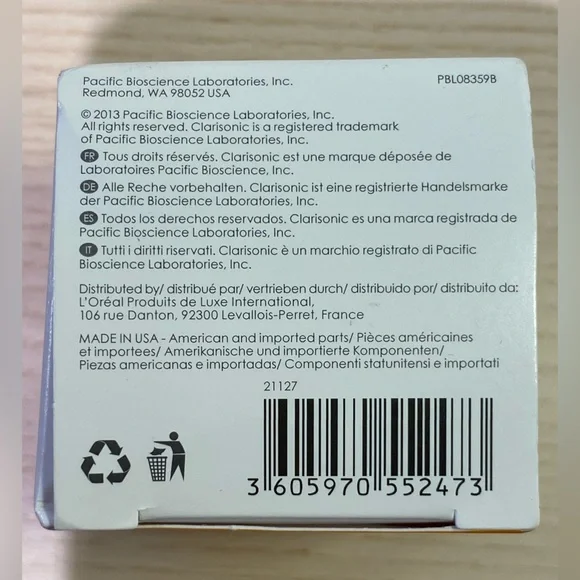 Pacific Bioscience Laboratories, Inc.
PBL08359B
Redmond, WA 98052 USA
© 2013 Pacific Bioscience Laboratories, Inc.
All rights reserved. Clarisonic is a registered trademark
of Pacific Bioscience Laboratories, Inc.
FR Tous droits réservés. Clarisonic est une marque déposée de
Laboratoires Pacific Bioscience, Inc.
DE Alle Reche vorbehalten. Clarisonic ist eine registrierte Handelsmarke
der Pacific Bioscience Laboratories, Inc.
ES Todos los derechos reservados. Clarisonic es una marca registrada de
Pacific Bioscience Laboratories, Inc.
IT Tutti i diritti riservati. Clarisonic è un marchio registrato di Pacific
Bioscience Laboratories, Inc.
Distributed by/ distribué par/ vertrieben durch/ distribuido por/ distribuito da:
L'Oréal Produits de Luxe International,
106 rue Danton, 92300 Levallois-Perret, France
MADE IN USA - American and imported parts/ Pièces américaines
et importees/ Amerikanische und importierte Komponenten/
Piezas americanas e importadas/ Componenti statunitensi e importati
21127
3 605970 552473